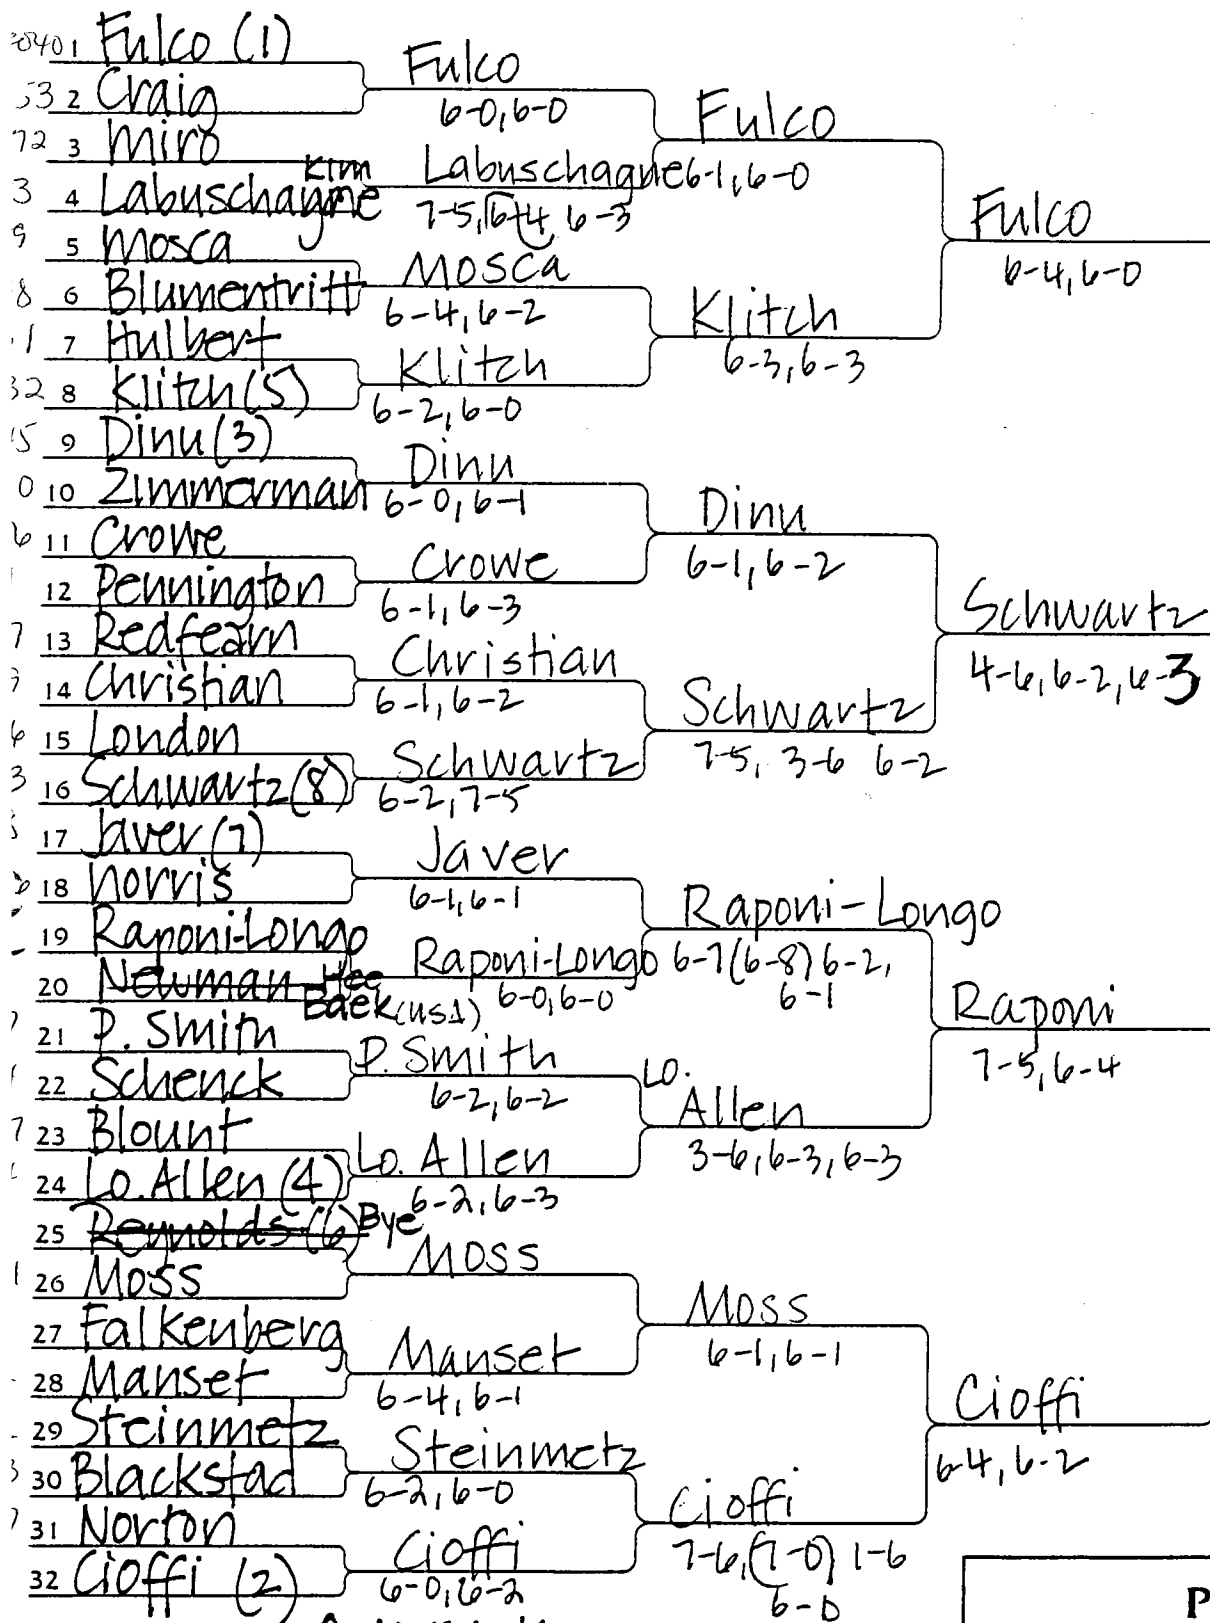 1 Fulco (1)
2 Craig
3 Miro
4 Labuschagne Kim
5 Mosca
6 Blumentritt
7 Hulbert
8 Klitch (5)
9 Dinu (3)
10 Zimmerman
11 Crowe
12 Pennington
13 Redfearn
14 Christian
15 London
16 Schwartz (8)
17 Javer (7)
18 Norris
19 Raponi-Longo
20 Newman Hee Baek (USA)
21 P. Smith
22 Schenck
23 Blount
24 Lo. Allen (4)
25 Reynolds (6) Bye
26 Moss
27 Falkenberg
28 Manset
29 Steinmetz
30 Blackstad
31 Norton
32 Cioffi (2)
Fulco
6-0, 6-0
Labuschagne
7-5, 6-4, 6-3
Mosca
6-4, 6-2
Klitch
6-2, 6-0
Dinu
6-0, 6-1
Crowe
6-1, 6-3
Christian
6-1, 6-2
Schwartz
6-2, 7-5
Javer
6-1, 6-1
Raponi-Longo
6-0, 6-0
P. Smith
6-2, 6-2
Lo. Allen
6-2, 6-3
Moss
Manset
6-4, 6-1
Steinmetz
6-2, 6-0
Cioffi
6-0, 6-2
Fulco
6-1, 6-0
Klitch
6-3, 6-3
Dinu
6-1, 6-2
Schwartz
7-5, 3-6 6-2
Raponi-Longo
6-7 (6-8) 6-2,
6-1
Lo.
Allen
3-6, 6-3, 6-3
Moss
6-1, 6-1
Cioffi
7-6, (7-0) 1-6
6-0
Fulco
6-4, 6-0
Schwartz
4-6, 6-2, 6-3
Raponi
7-5, 6-4
Cioffi
6-4, 6-2
P